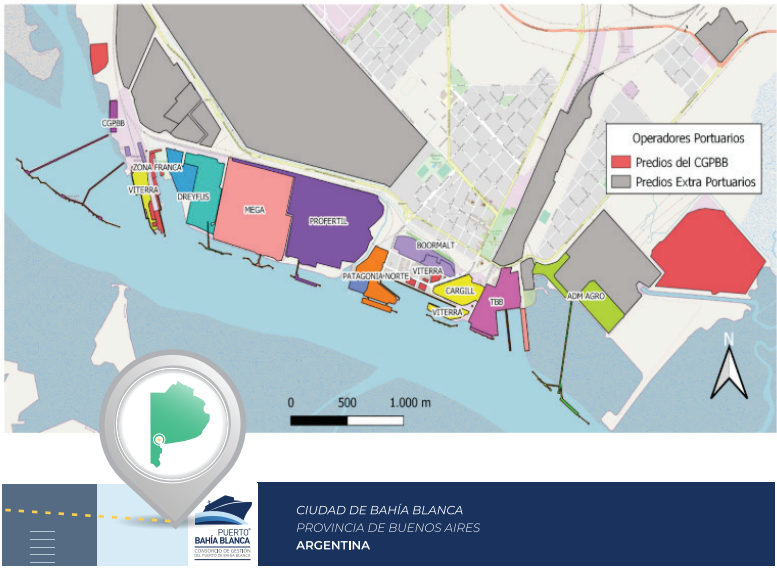 CGPBB
ZONA FRANCA
VITERRA
DREYFUS
MEGA
PROFERTIL
BOORMALT
PATAGONIA-NORTE
VITERRA
CARGILL
VITERRA
TBB
ADM AGRO
Operadores Portuarios
Predios del CGPBB
Predios Extra Portuarios
N
0 500 1.000 m
PUERTO
BAHÍA BLANCA
CONSORCIO DE GESTIÓN
DEL PUERTO DE BAHÍA BLANCA
CIUDAD DE BAHÍA BLANCA
PROVINCIA DE BUENOS AIRES
ARGENTINA